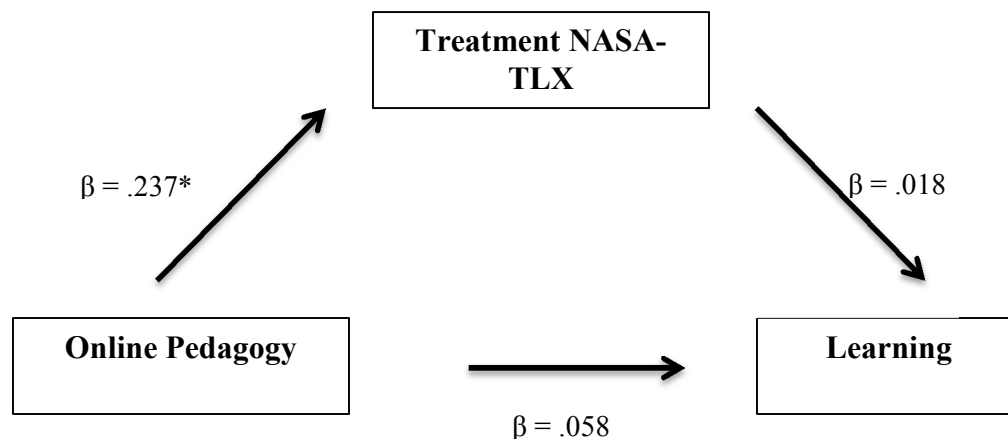 Treatment NASA-
TLX
β = .237*
β = .018
Online Pedagogy
Learning
β = .058